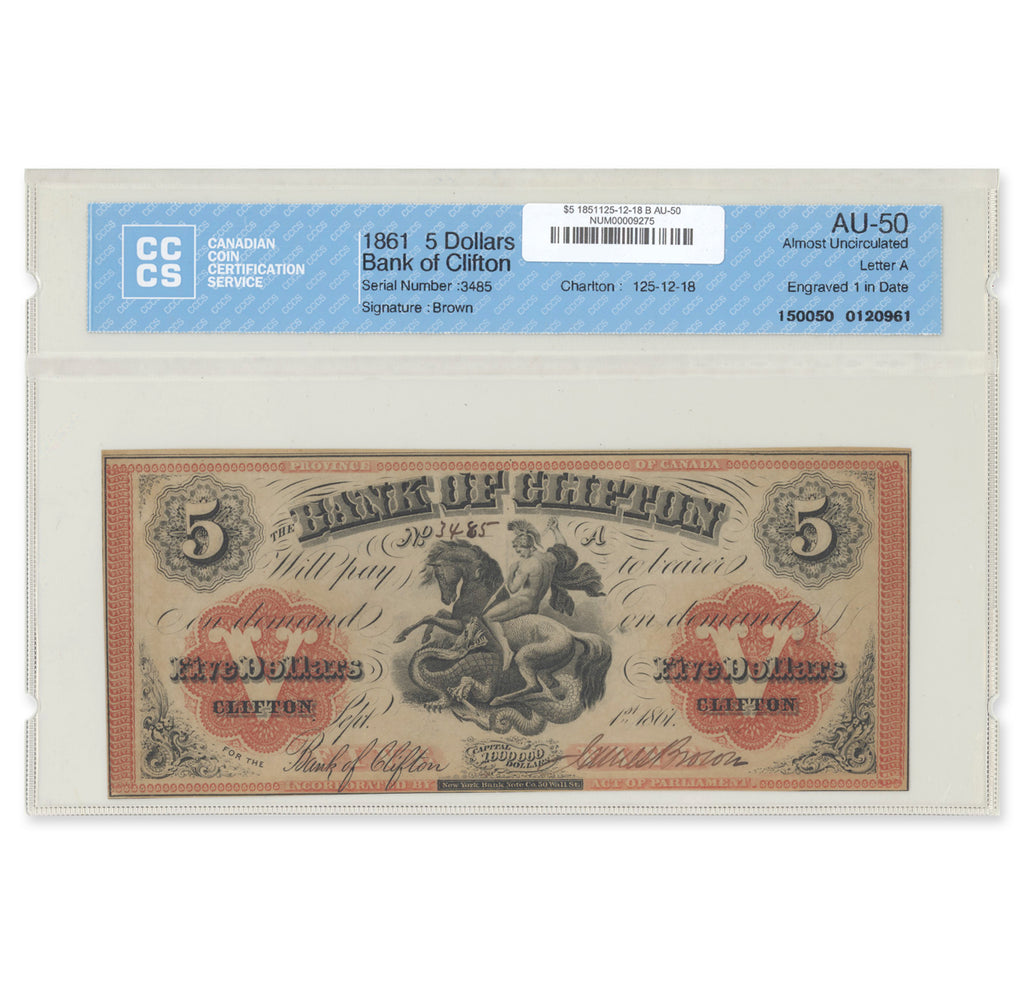 $5 1851125-12-18 B AU-50
NUM00009275
CC
CS
CANADIAN
COIN
CERTIFICATION
SERVICE
1861 5 Dollars
Bank of Clifton
Serial Number :3485
Signature : Brown
Charlton : 125-12-18
AU-50
Almost Uncirculated
Letter A
Engraved 1 in Date
150050 0120961
PROVINCE OF CANADA
5 THE BANK OF CLIFTON 5
No 3485 A
Will pay to bearer
on demand on demand
V V
Five Dollars Five Dollars
CLIFTON CLIFTON
Sept. 1st 1861.
FOR THE Bank of Clifton
CAPITAL
1000000
DOLLARS
Brown
INCORPORATED BY ACT OF PARLIAMENT
New York Bank Note Co. 50 Wall St.